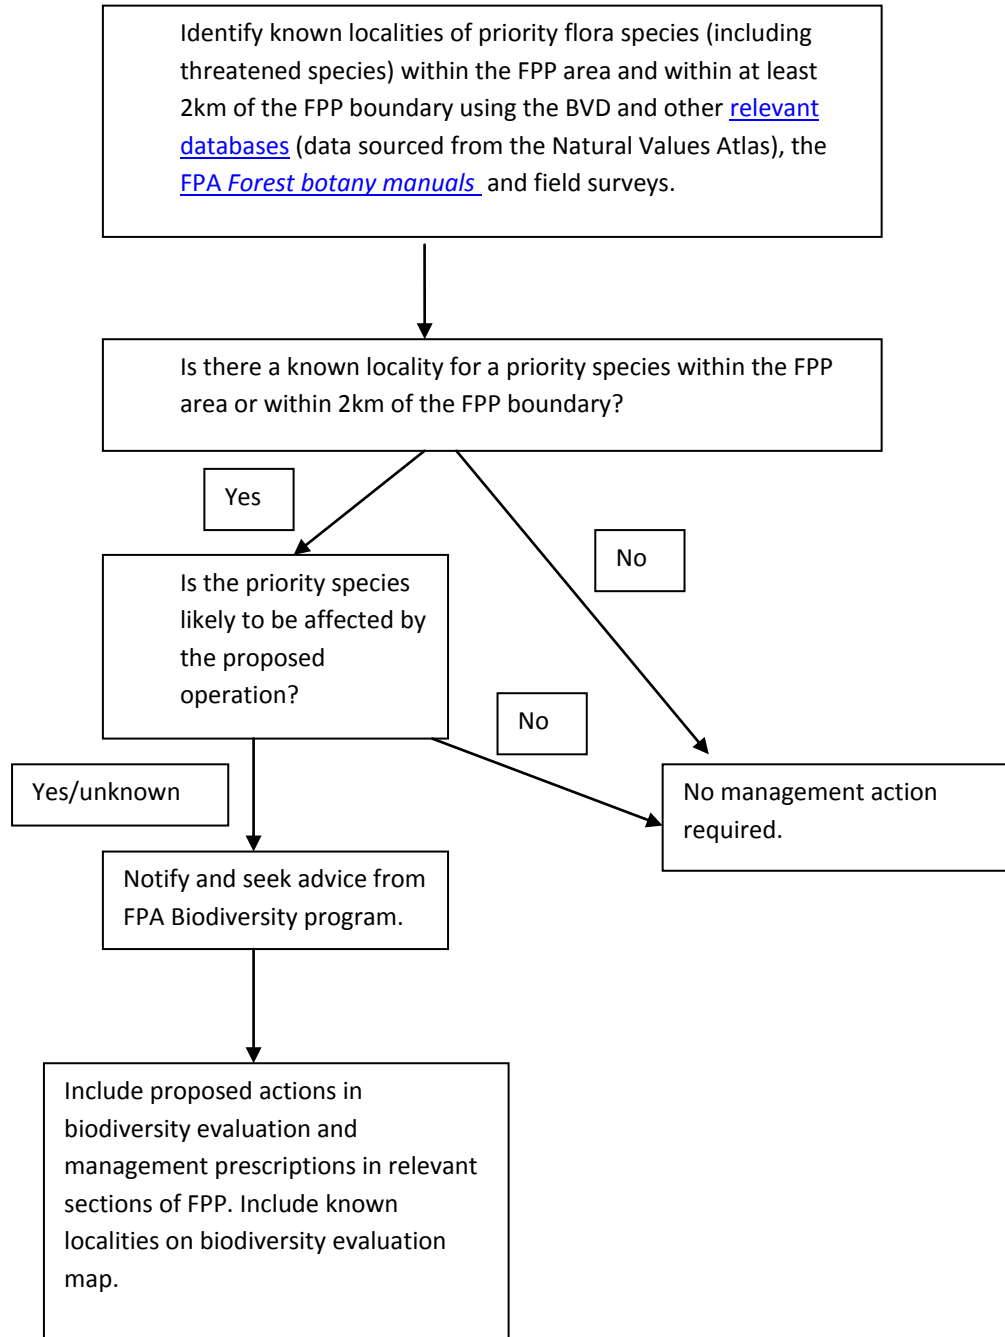 Identify known localities of priority flora species (including
threatened species) within the FPP area and within at least
2km of the FPP boundary using the BVD and other relevant
databases (data sourced from the Natural Values Atlas), the
FPA Forest botany manuals and field surveys.
Is there a known locality for a priority species within the FPP
area or within 2km of the FPP boundary?
Yes
No
Is the priority species
likely to be affected by
the proposed
operation?
No
Yes/unknown
No management action
required.
Notify and seek advice from
FPA Biodiversity program.
Include proposed actions in
biodiversity evaluation and
management prescriptions in relevant
sections of FPP. Include known
localities on biodiversity evaluation
map.